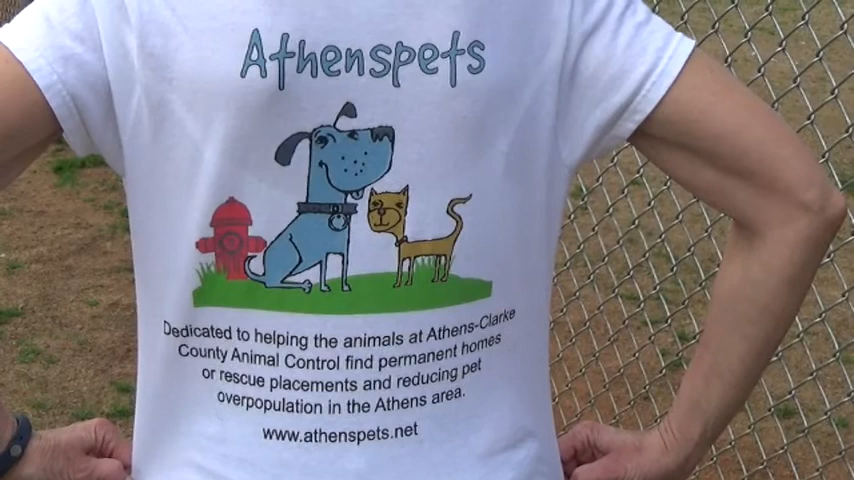 Athenspets
Dedicated to helping the animals at Athens-Clarke
County Animal Control find permanent homes
or rescue placements and reducing pet
overpopulation in the Athens area.
www.athenspets.net